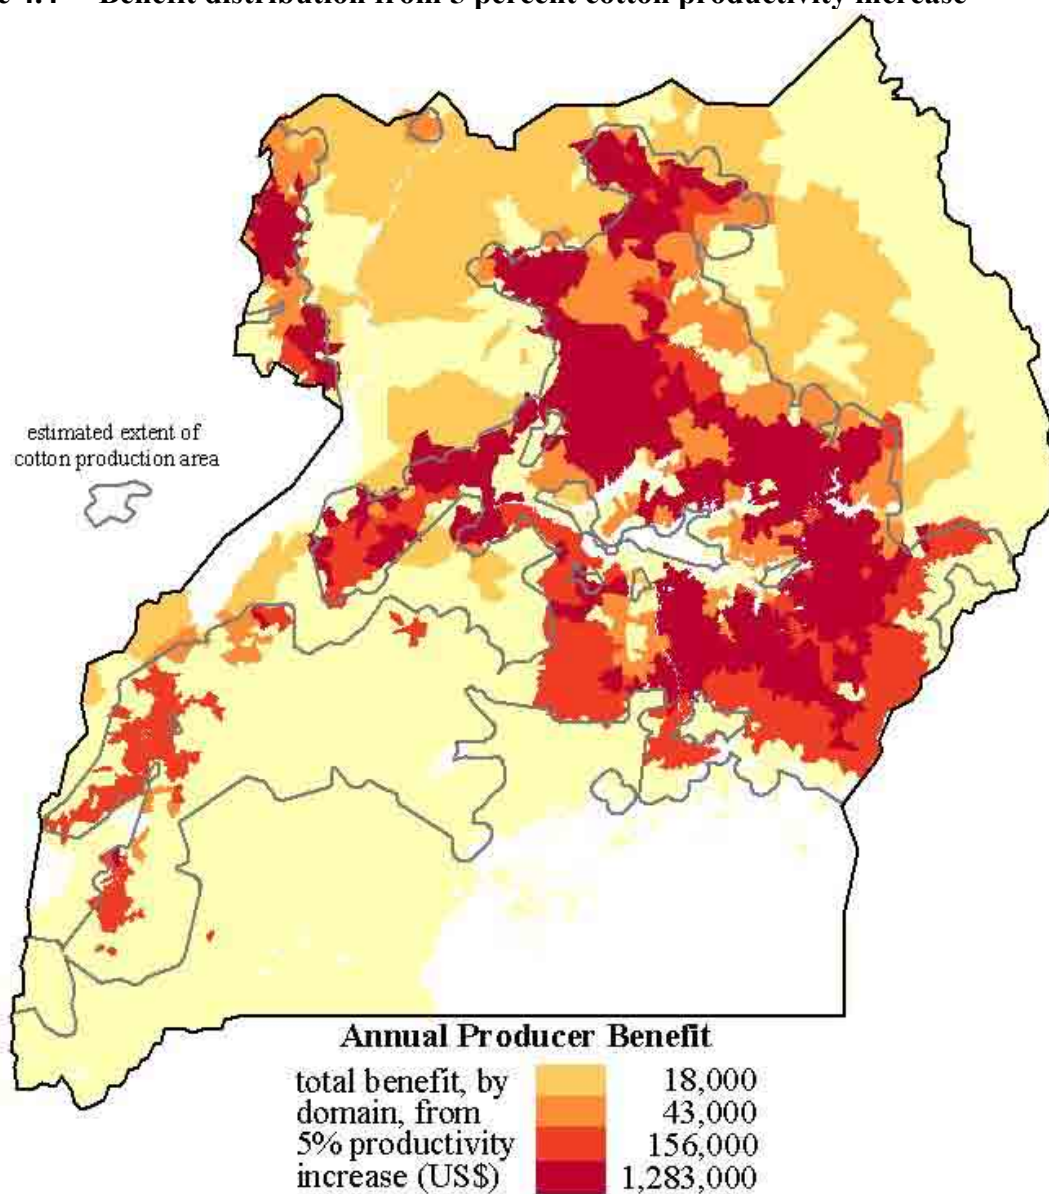 Benefit distribution from 5 percent cotton productivity increase
estimated extent of
cotton production area
Annual Producer Benefit
total benefit, by 18,000
domain, from 43,000
5% productivity 156,000
increase (US$) 1,283,000